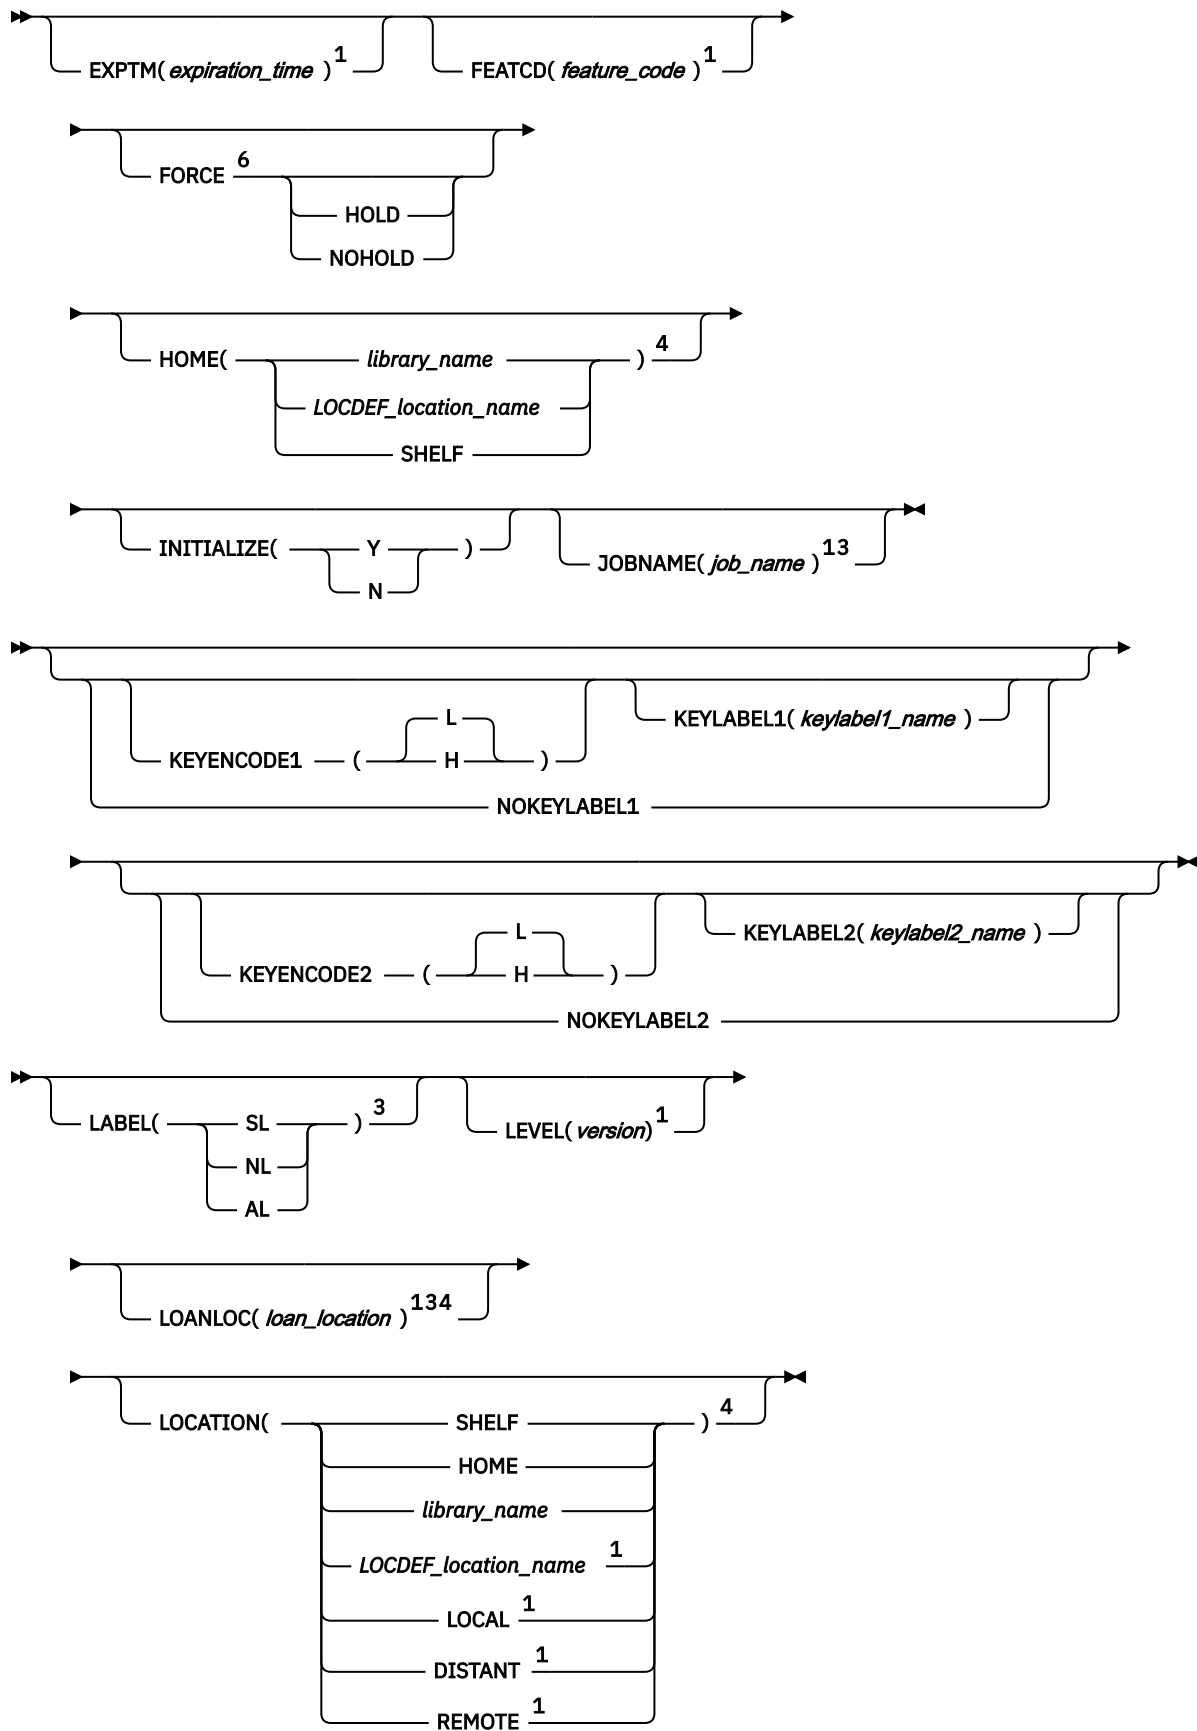 EXPTM( expiration_time )1 FEATCD( feature_code )1
FORCE 6
HOLD
NOHOLD
HOME( library_name ) 4
LOCDEF_location_name
SHELF
INITIALIZE( Y ) JOBNAME( job_name )13
N
L KEYLABEL1( keylabel1_name )
KEYENCODE1 ( H )
NOKEYLABEL1
L KEYLABEL2( keylabel2_name )
KEYENCODE2 ( H )
NOKEYLABEL2
LABEL( SL ) 3 LEVEL( version)1
NL
AL
LOANLOC( loan_location )134
LOCATION( SHELF ) 4
HOME
library_name
LOCDEF_location_name 1
LOCAL 1
DISTANT 1
REMOTE 1